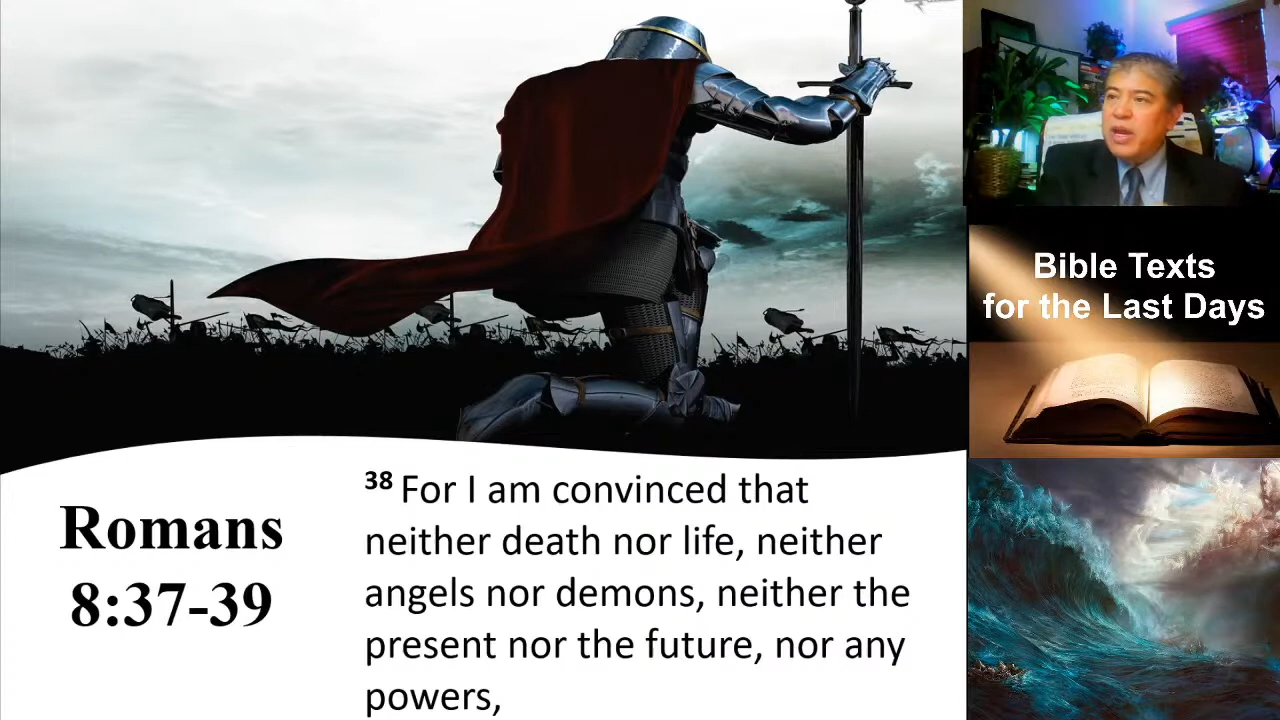 Bible Texts
for the Last Days
Romans
8:37-39
38 For I am convinced that
neither death nor life, neither
angels nor demons, neither the
present nor the future, nor any
powers,